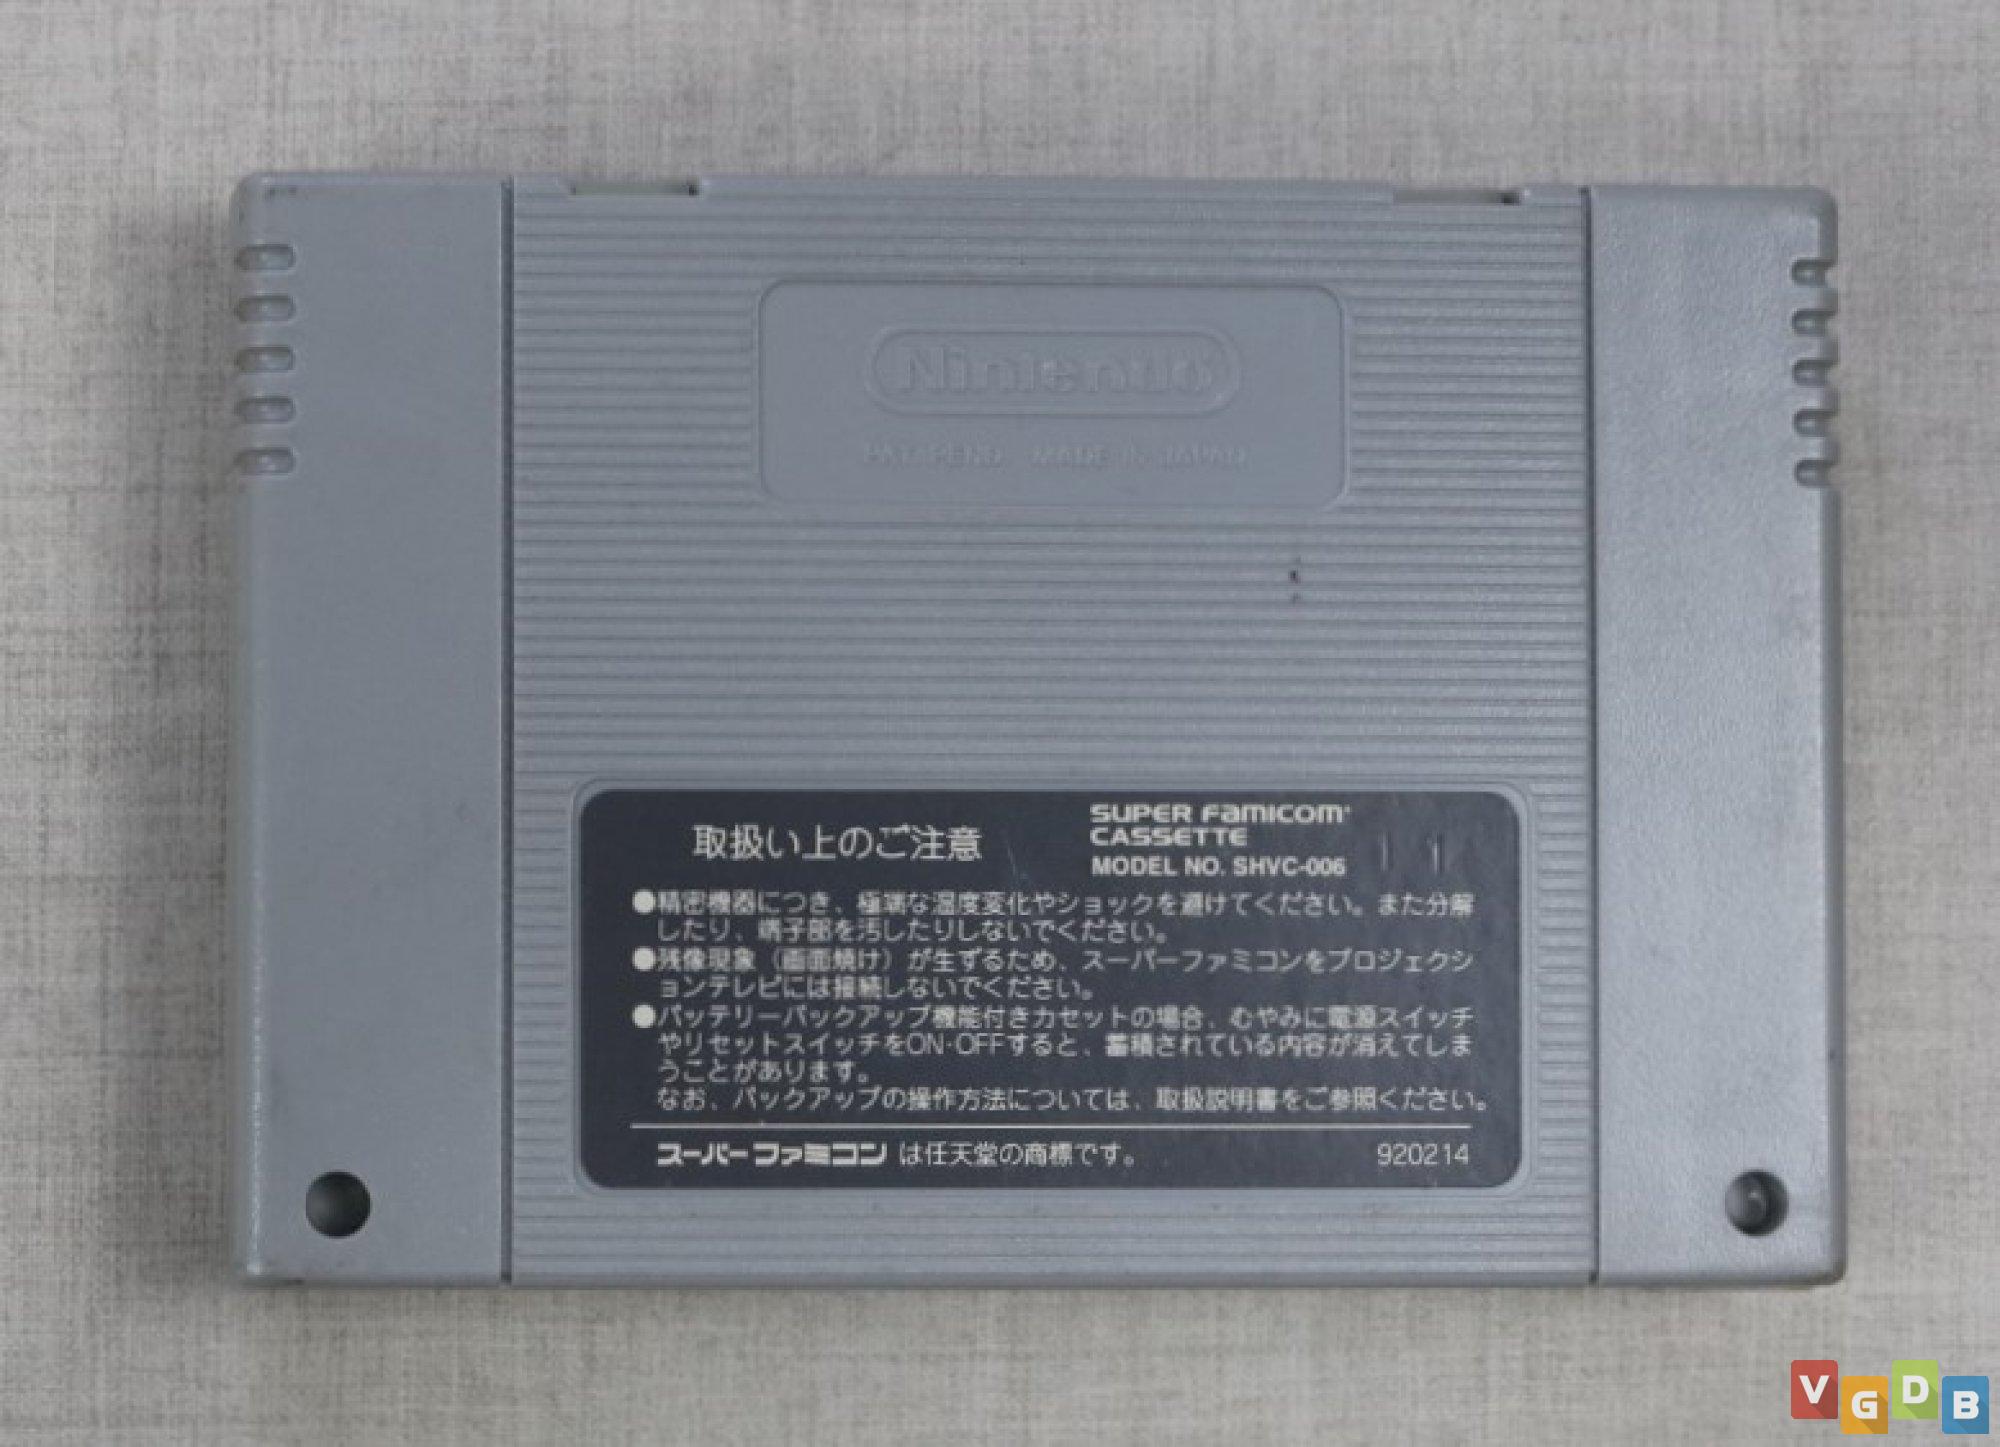 Nintendo
PAT. PEND. MADE IN JAPAN
取扱い上のご注意
SUPER FAMICOM
CASSETTE
MODEL NO. SHVC-006
●精密機器につき、極端な温度変化やショックを避けてください。また分解
したり、端子部を汚したりしないでください。
●残像現象(画面焼け)が生ずるため、スーパーファミコンをプロジェクシ
ョンテレビには接続しないでください。
●バッテリーバックアップ機能付きカセットの場合、むやみに電源スイッチ
やリセットスイッチをON·OFFすると、蓄積されている内容が消えてしま
うことがあります。
なお、バックアップの操作方法については、取扱説明書をご参照ください。
スーパーファミコン は任天堂の商標です。
920214
VGDB